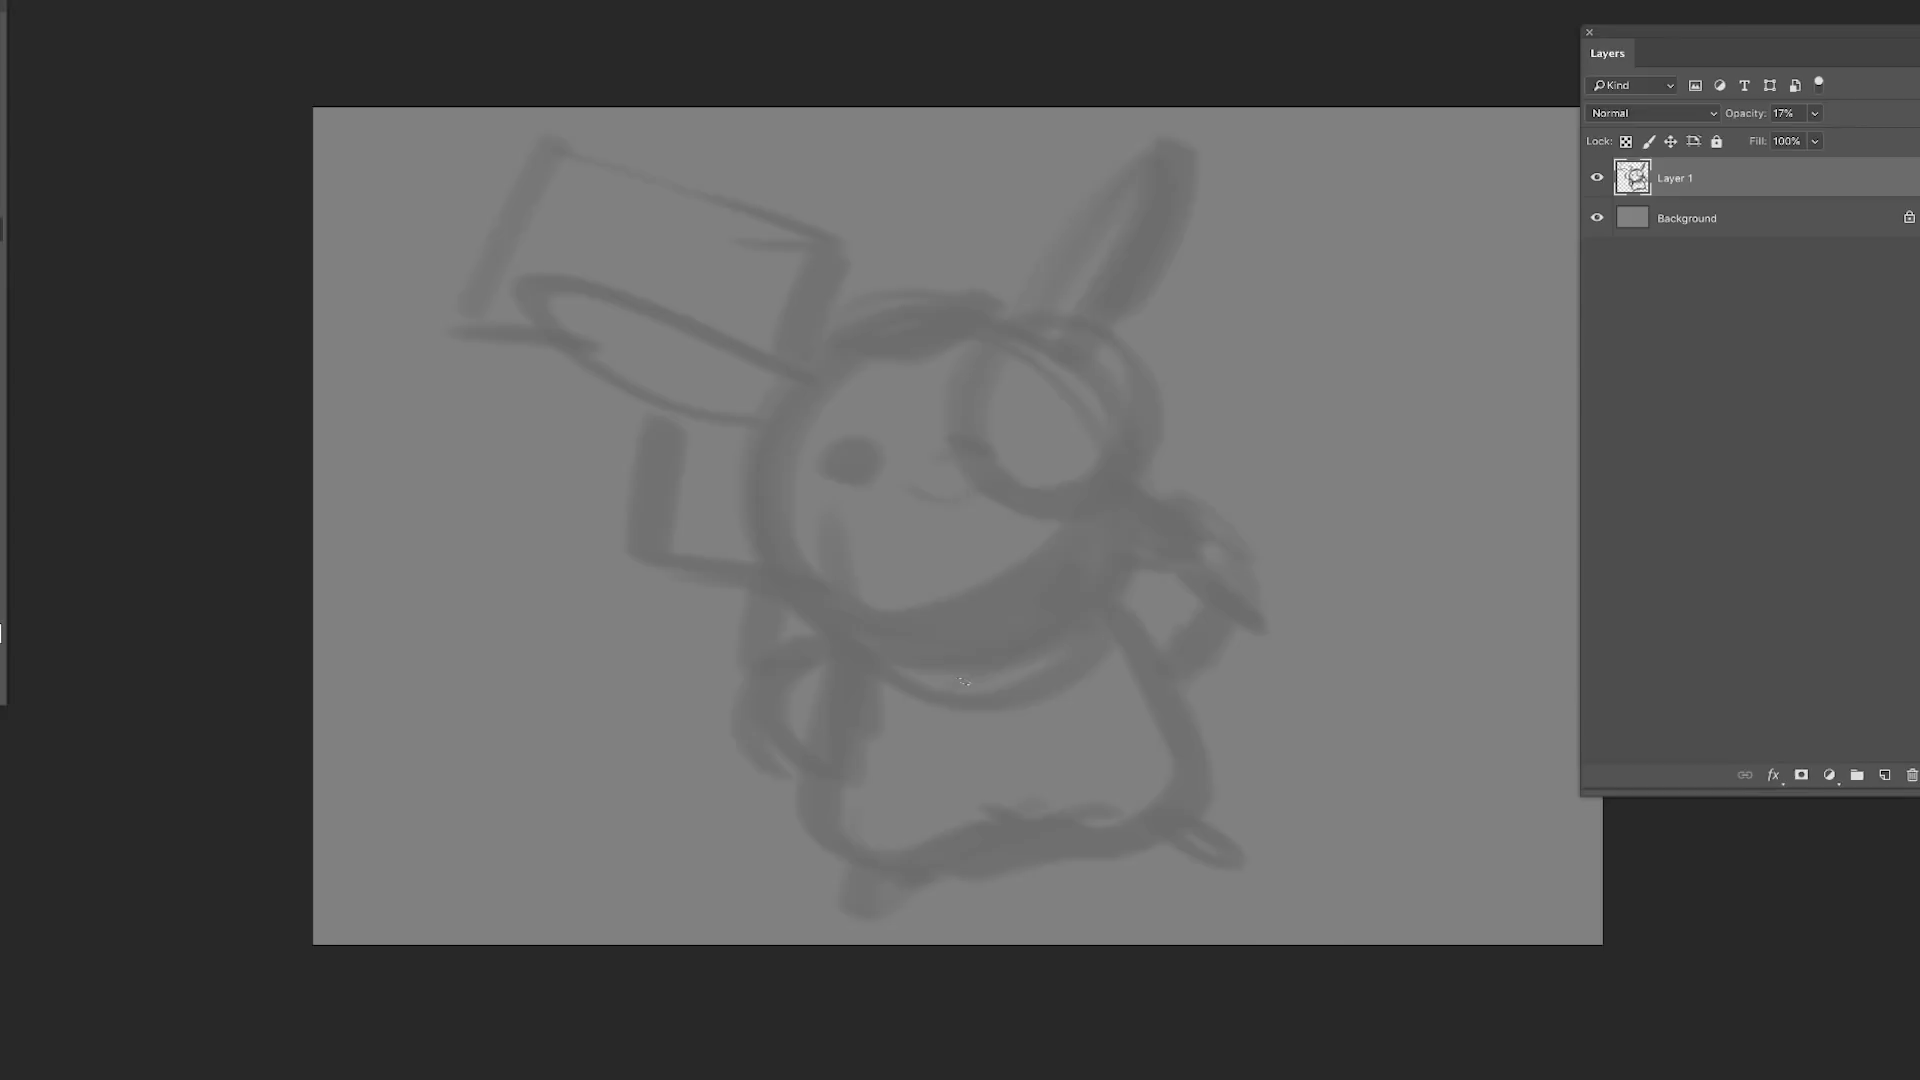 Layers
Kind
Normal Opacity: 17%
Lock: Fill: 100%
Layer 1
Background
fx